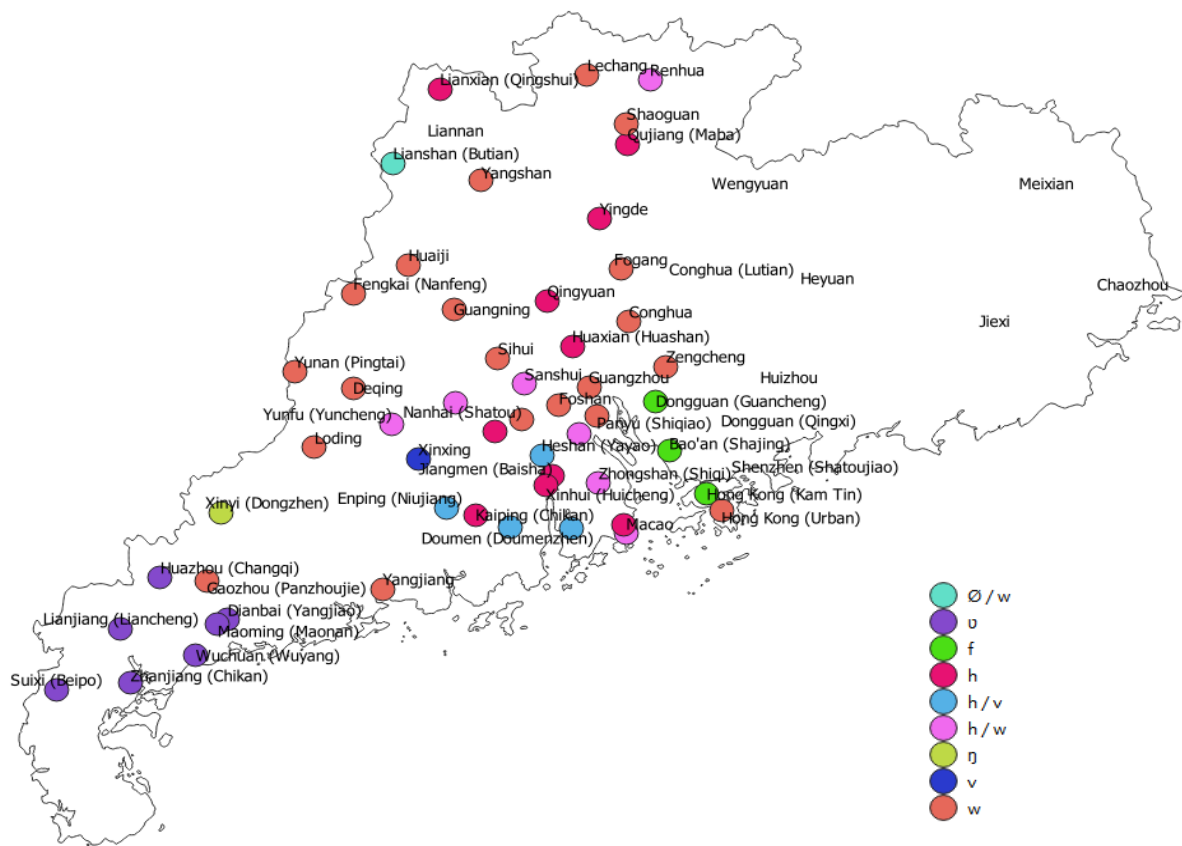 Lechang
Renhua
Lianxian (Qingshui)
Shaoguan
Liannan
Qujiang (Maba)
Lianshan (Butian)
Yangshan
Wengyuan
Meixian
Yingde
Huaiji
Fogang
Conghua (Lutian)
Heyuan
Fengkai (Nanfeng)
Qingyuan
Chaozhou
Guangning
Conghua
Jiexi
Huaxian (Huashan)
Sihui
Yunan (Pingtai)
Zengcheng
Sanshui
Guangzhou
Huizhou
Deqing
Foshan
Dongguan (Guancheng)
Yunfu (Yuncheng)
Nanhai (Shatou)
Panyu (Shiqiao)
Dongguan (Qingxi)
Loding
Xinxing
Heshan (Yayao)
Bao'an (Shajing)
Jiangmen (Baisha)
Zhongshan (Shiqi)
Shenzhen (Shatoujiao)
Xinyi (Dongzhen)
Enping (Niujiang)
Xinhui (Huicheng)
Hong Kong (Kam Tin)
Kaiping (Chikan)
Macao
Hong Kong (Urban)
Doumen (Doumenzhen)
Huazhou (Changqi)
Gaozhou (Panzhoujie)
Yangjiang
Lianjiang (Liancheng)
Dianbai (Yangjiao)
Maoming (Maonan)
Wuchuan (Wuyang)
Suixi (Beipo)
Zhanjiang (Chikan)
Ø / w
ʋ
f
h
h / v
h / w
ŋ
v
w